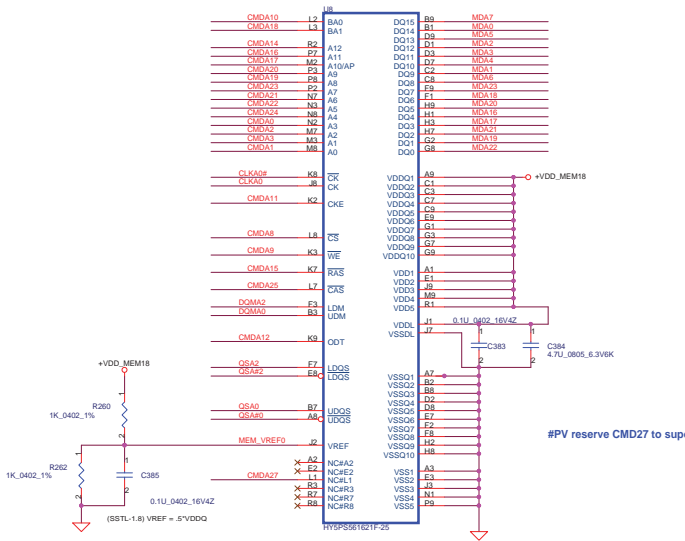 U8
CMDA10 L2 BA0
CMDA18 L3 BA1
CMDA14 R2 A12
CMDA16 P7 A11
CMDA17 M2 A10/AP
CMDA20 P3 A9
CMDA19 P8 A8
CMDA23 P2 A7
CMDA21 N7 A6
CMDA22 N3 A5
CMDA24 N8 A4
CMDA0 N2 A3
CMDA2 M7 A2
CMDA3 M3 A1
CMDA1 M8 A0
CLKA0# K8 CK
CLKA0 J8 CK
CMDA11 K2 CKE
CMDA8 L8 CS
CMDA9 K3 WE
CMDA15 K7 RAS
CMDA25 L7 CAS
DQMA2 F3 LDM
DQMA0 B3 UDM
CMDA12 K9 ODT
QSA2 F7 LDQS
QSA#2 E8 LDQS
QSA0 B7 UDQS
QSA#0 A8 UDQS
MEM_VREF0 J2 VREF
A2 NC#A2
E2 NC#E2
CMDA27 L1 NC#L1
R3 NC#R3
R7 NC#R7
R8 NC#R8
HY5PS561621F-25
DQ15 B9 MDA7
DQ14 B1 MDA0
DQ13 D9 MDA5
DQ12 D1 MDA2
DQ11 D3 MDA3
DQ10 D7 MDA4
DQ9 C2 MDA1
DQ8 C8 MDA6
DQ7 F9 MDA23
DQ6 F1 MDA18
DQ5 H9 MDA20
DQ4 H1 MDA16
DQ3 H3 MDA17
DQ2 H7 MDA21
DQ1 G2 MDA19
DQ0 G8 MDA22
VDDQ1 A9 +VDD_MEM18
VDDQ2 C1
VDDQ3 C3
VDDQ4 C7
VDDQ5 C9
VDDQ6 E9
VDDQ7 G1
VDDQ8 G3
VDDQ9 G7
VDDQ10 G9
VDD1 A1
VDD2 E1
VDD3 J9
VDD4 M9
VDD5 R1
VDDL J1
VSSDL J7
0.1U_0402_16V4Z
1
C383
2
1
C384
4.7U_0805_6.3V6K
2
VSSQ1 A7
VSSQ2 B2
VSSQ3 B8
VSSQ4 D2
VSSQ5 D8
VSSQ6 E7
VSSQ7 F2
VSSQ8 F8
VSSQ9 H2
VSSQ10 H8
VSS1 A3
VSS2 E3
VSS3 J3
VSS4 N1
VSS5 P9
#PV reserve CMD27 to supp
+VDD_MEM18
1
R260
1K_0402_1%
2
1
R262
1K_0402_1%
2
1
C385
2
0.1U_0402_16V4Z
(SSTL-1.8) VREF = .5*VDDQ